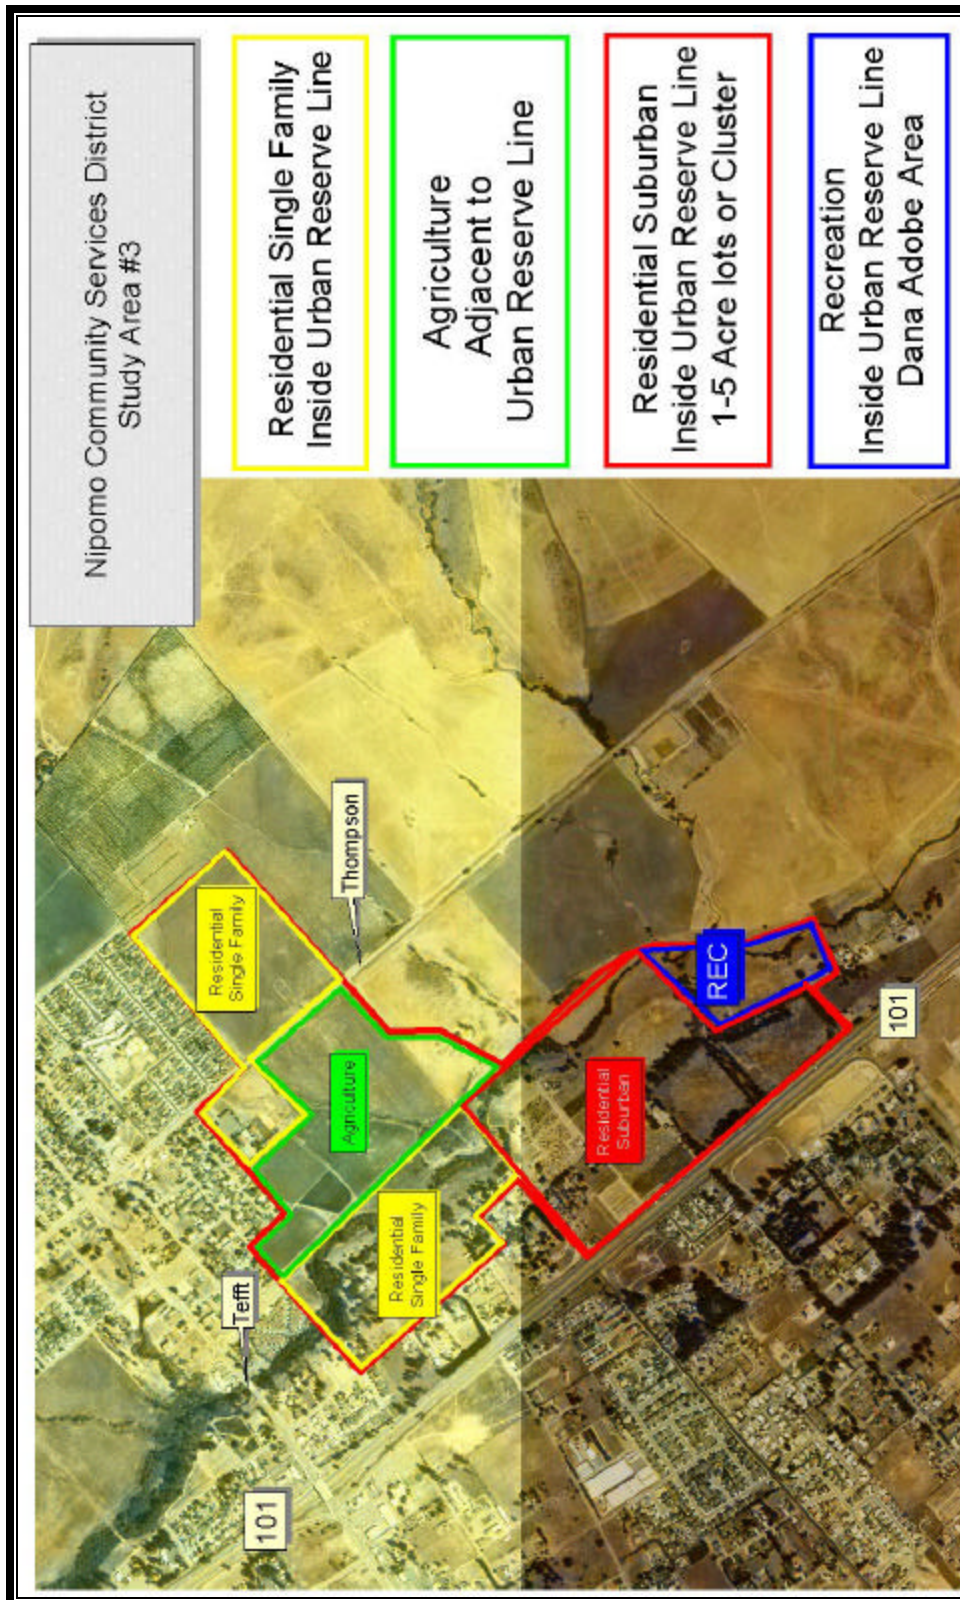 Nipomo Community Services District
Study Area #3
Residential Single Family
Inside Urban Reserve Line
Agriculture
Adjacent to
Urban Reserve Line
Residential Suburban
Inside Urban Reserve Line
1-5 Acre lots or Cluster
Recreation
Inside Urban Reserve Line
Dana Adobe Area
Residential
Single Family
Thompson
Agriculture
REC
101
Residential
Suburban
Residential
Single Family
Tefft
101